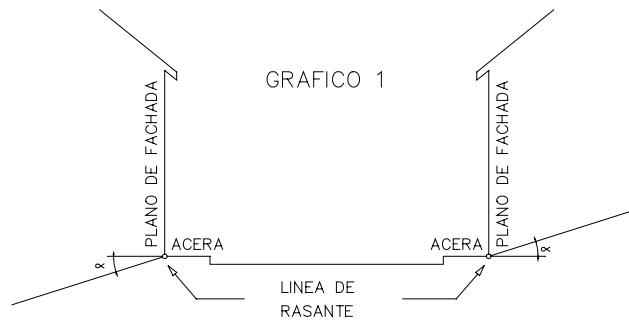 GRAFICO 1
PLANO DE FACHADA
PLANO DE FACHADA
ACERA
ACERA
α
α
LINEA DE
RASANTE